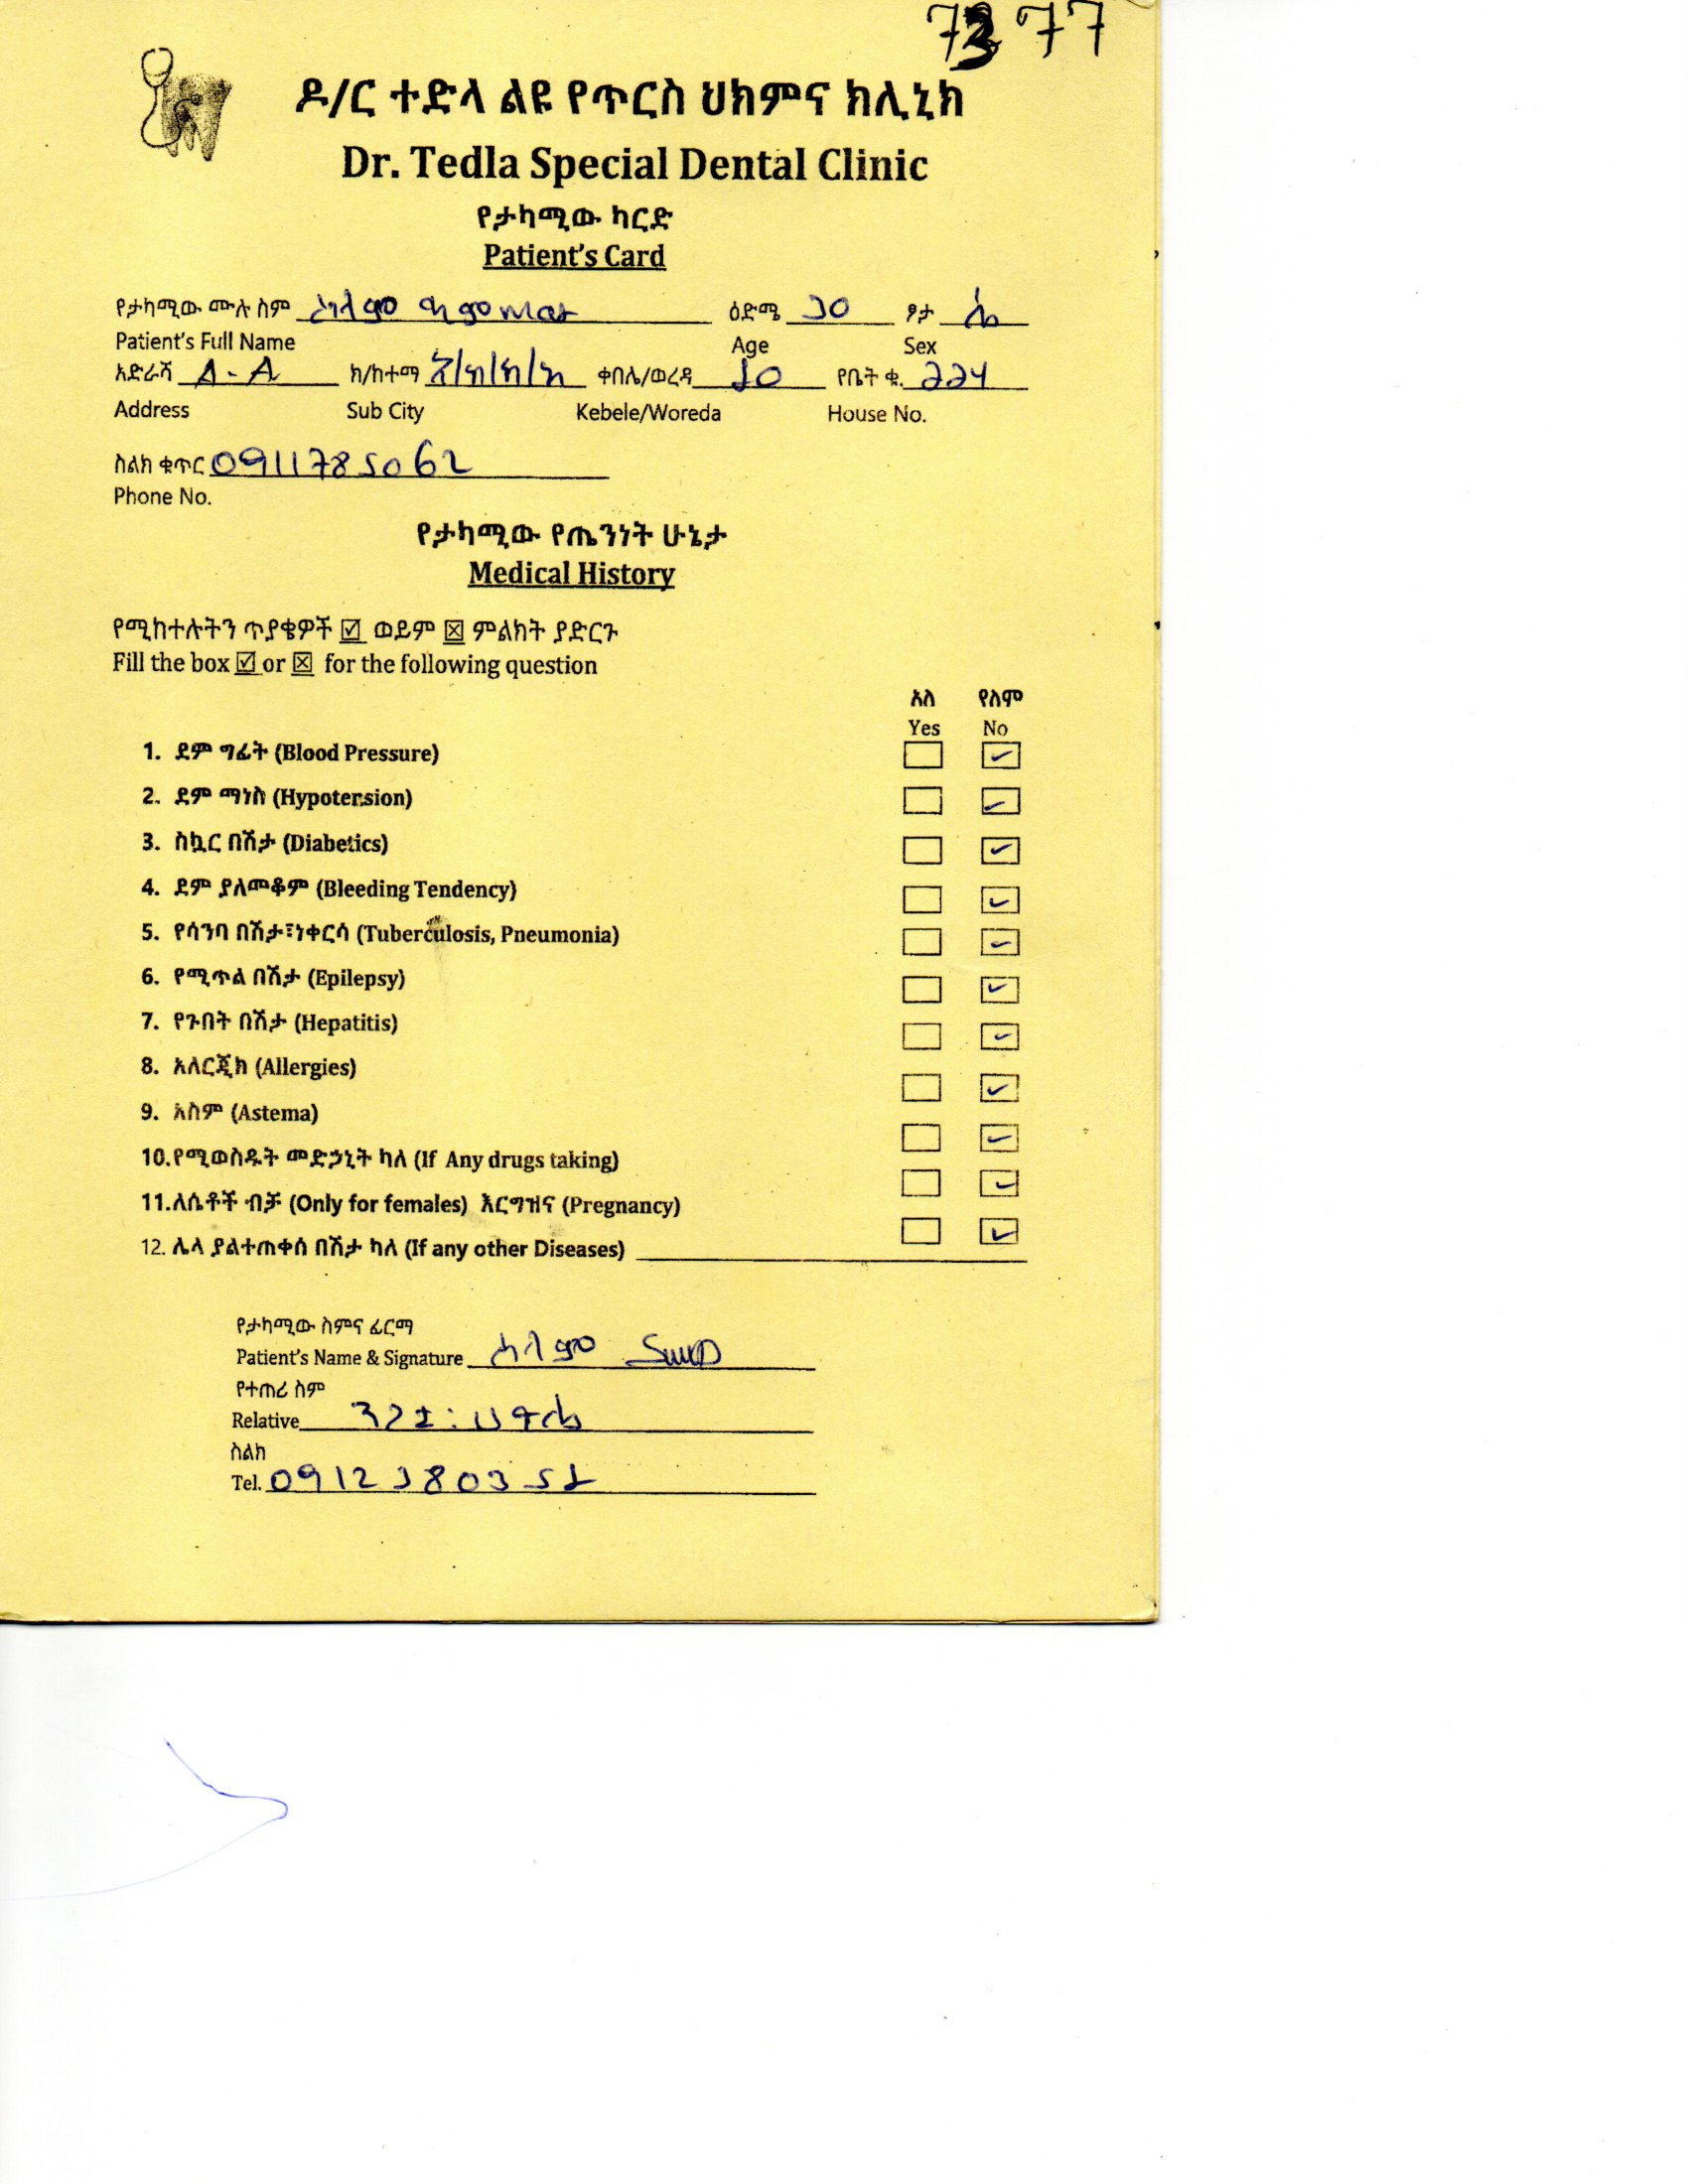 7377
ዶ/ር ተድላ ልዩ የጥርስ ህክምና ክሊኒክ
Dr. Tedla Special Dental Clinic
የታካሚው ካርድ
Patient's Card
የታካሚው ሙሉ ስም ዕድሜ 30 ፆታ ሴ
Patient's Full Name Age Sex
አድራሻ A-A ክ/ከተማ ቀበሌ/ወረዳ 10 የቤት ቁ. 224
Address Sub City Kebele/Woreda House No.
ስልክ ቁጥር 0911785062
Phone No.
የታካሚው የጤንነት ሁኔታ
Medical History
የሚከተሉትን ጥያቄዎች ☑ ወይም ☒ ምልክት ያድርጉ
Fill the box ☑ or ☒ for the following question
አለ የለም
Yes No
1. ደም ግፊት (Blood Pressure)
2. ደም ማነስ (Hypotension)
3. ስኳር በሽታ (Diabetics)
4. ደም ያለመቆም (Bleeding Tendency)
5. የሳንባ በሽታ፣ነቀርሳ (Tuberculosis, Pneumonia)
6. የሚጥል በሽታ (Epilepsy)
7. የጉበት በሽታ (Hepatitis)
8. አለርጂክ (Allergies)
9. አስም (Astema)
10.የሚወስዱት መድኃኒት ካለ (If Any drugs taking)
11.ለሴቶች ብቻ (Only for females) እርግዝና (Pregnancy)
12. ሌላ ያልተጠቀሰ በሽታ ካለ (If any other Diseases)
የታካሚው ስምና ፊርማ
Patient's Name & Signature
የተጠሪ ስም
Relative
ስልክ
Tel. 0912380351